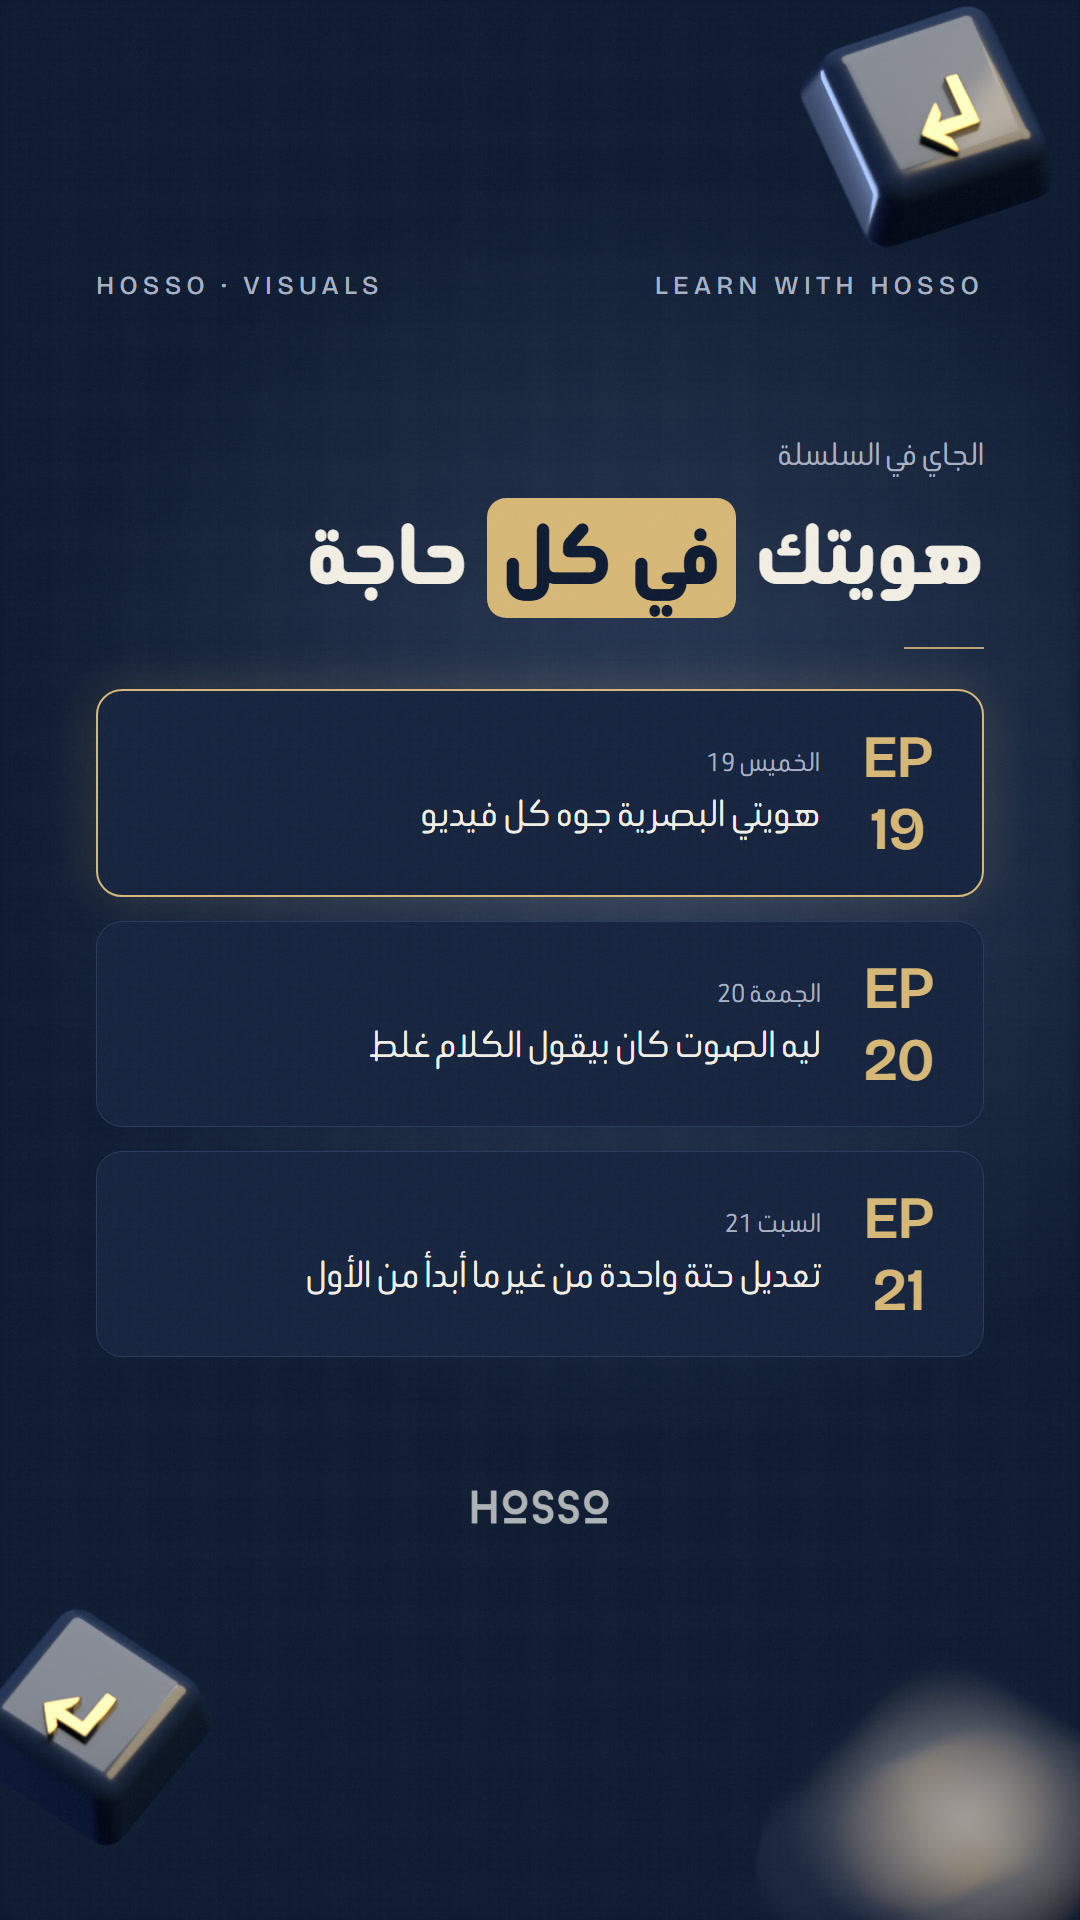 HOSSO · VISUALS
LEARN WITH HOSSO
الجاي في السلسلة
هويتك في كل حاجة
EP 19
الخميس 19
هويتي البصرية جوه كل فيديو
EP 20
الجمعة 20
ليه الصوت كان بيقول الكلام غلط
EP 21
السبت 21
تعديل حتة واحدة من غير ما أبدأ من الأول
HOSSO